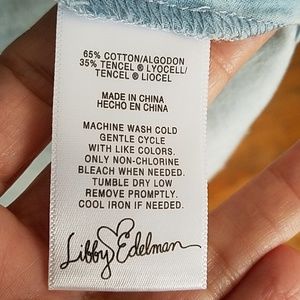 65% COTTON/ALGODON
35% TENCEL ® LYOCELL/
TENCEL ® LIOCEL
MADE IN CHINA
HECHO EN CHINA
MACHINE WASH COLD
GENTLE CYCLE
WITH LIKE COLORS.
ONLY NON-CHLORINE
BLEACH WHEN NEEDED.
TUMBLE DRY LOW
REMOVE PROMPTLY.
COOL IRON IF NEEDED.
Libby Edelman